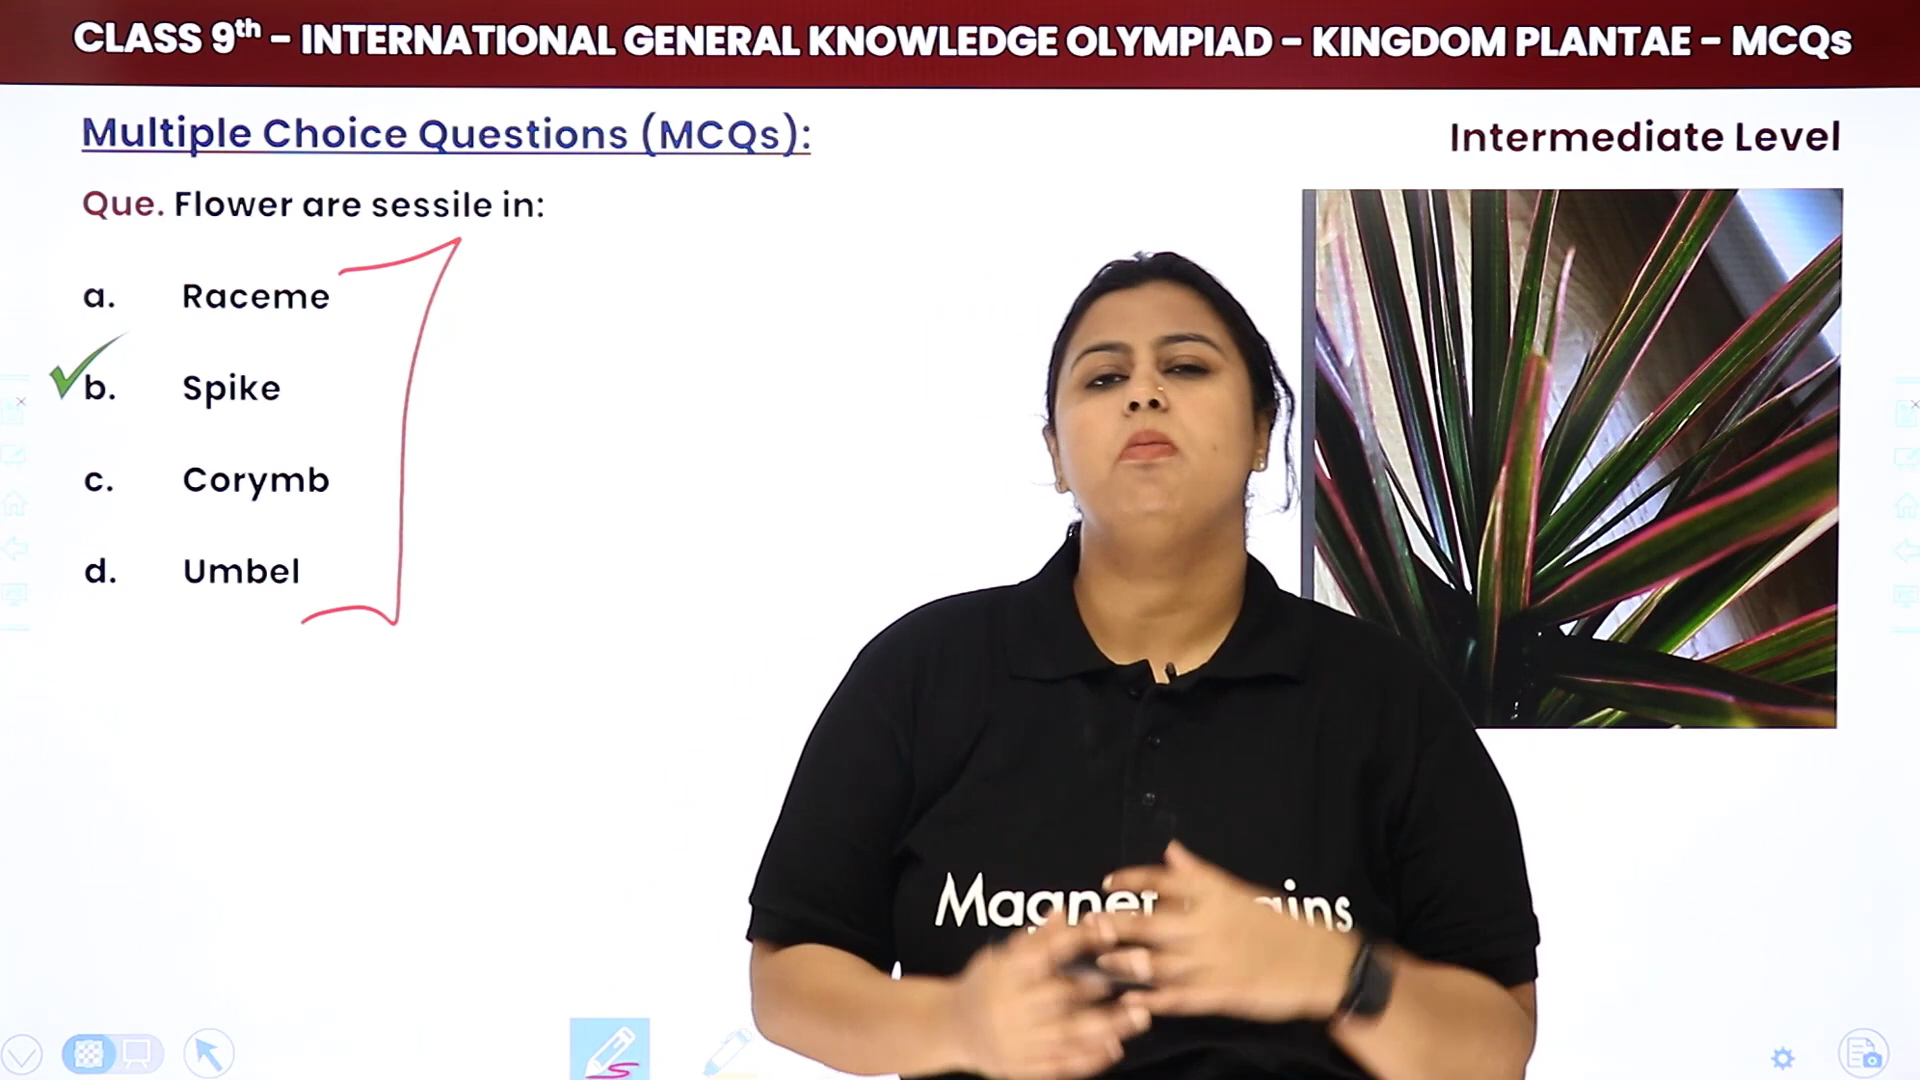 CLASS 9th - INTERNATIONAL GENERAL KNOWLEDGE OLYMPIAD - KINGDOM PLANTAE - MCQs
Multiple Choice Questions (MCQs):
Intermediate Level
Que. Flower are sessile in:
a. Raceme
b. Spike
c. Corymb
d. Umbel
Magnet